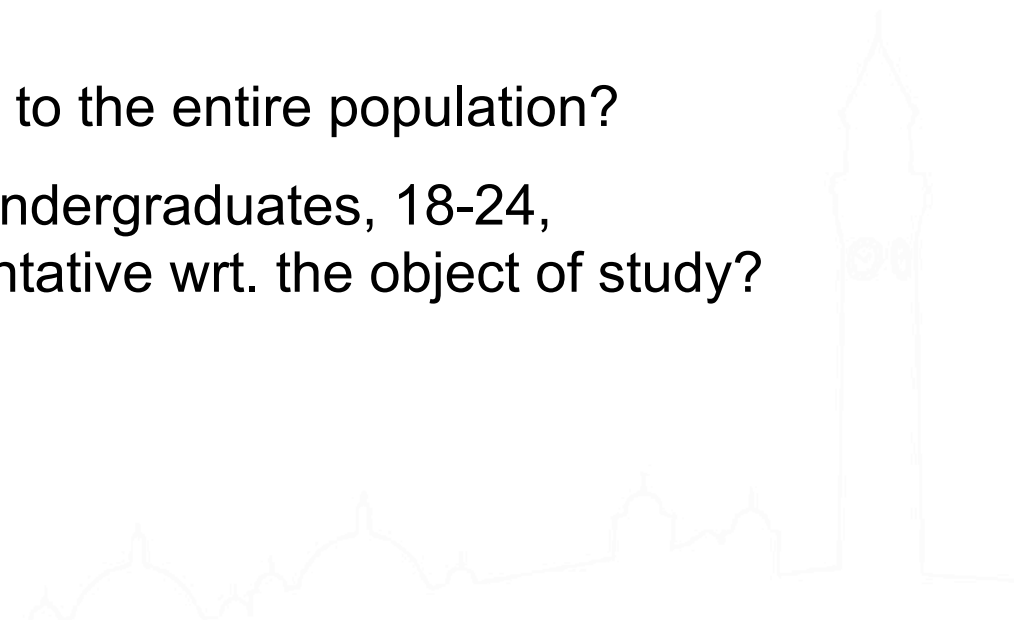 to the entire population?
ndergraduates, 18-24,
ntative wrt. the object of study?